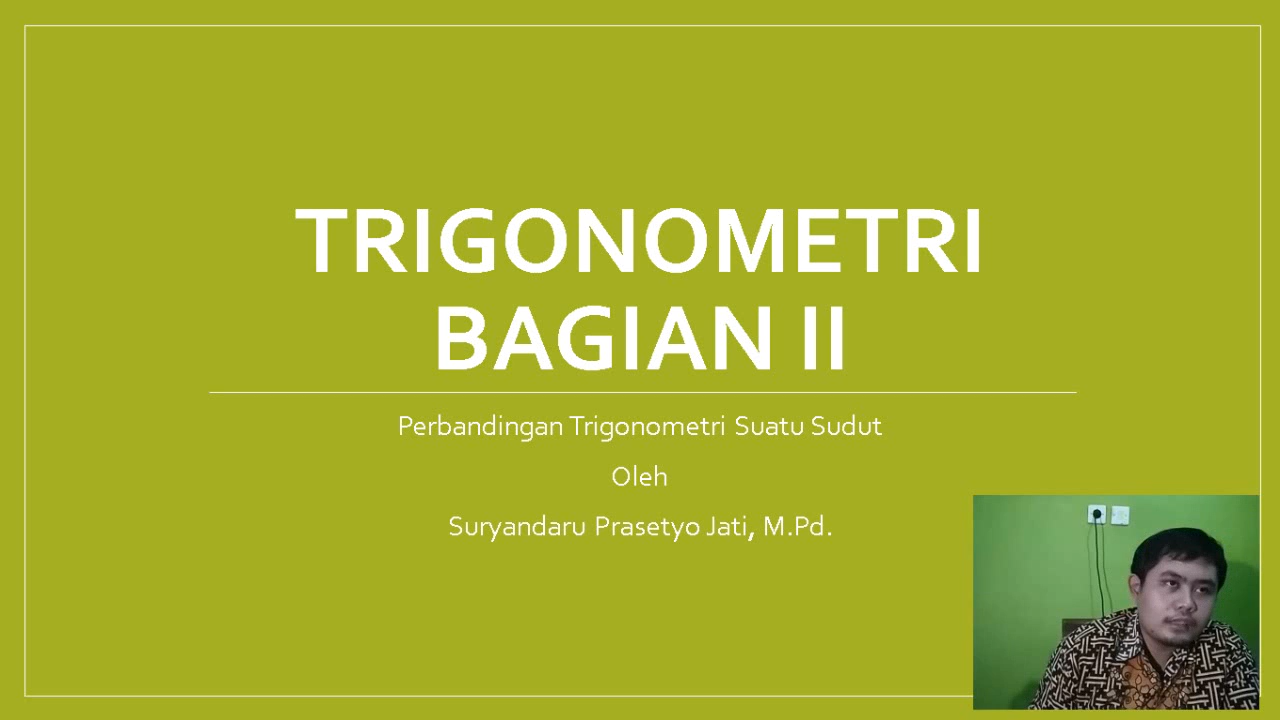 TRIGONOMETRI
BAGIAN II
Perbandingan Trigonometri Suatu Sudut
Oleh
Suryandaru Prasetyo Jati, M.Pd.